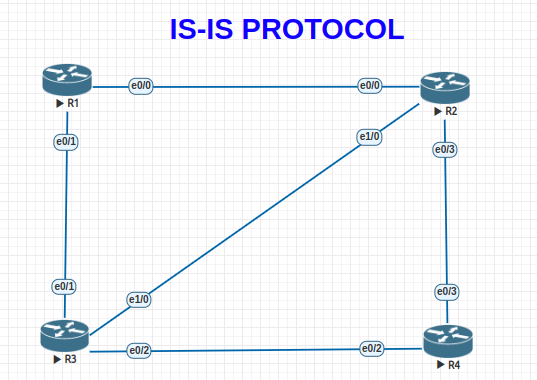 IS-IS PROTOCOL
e0/0
e0/0
R1
R2
e1/0
e0/1
e0/3
e0/1
e0/3
e1/0
e0/2
e0/2
R3
R4